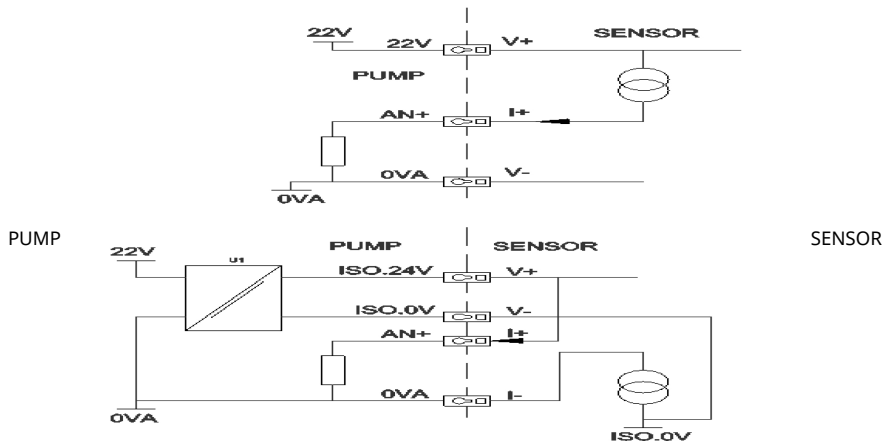 22V 22V V+ SENSOR
PUMP
AN+ I+
0VA V-
0VA
PUMP SENSOR
22V U1 PUMP SENSOR
ISO.24V V+
ISO.0V V-
AN+ I+
0VA I-
0VA
ISO.0V